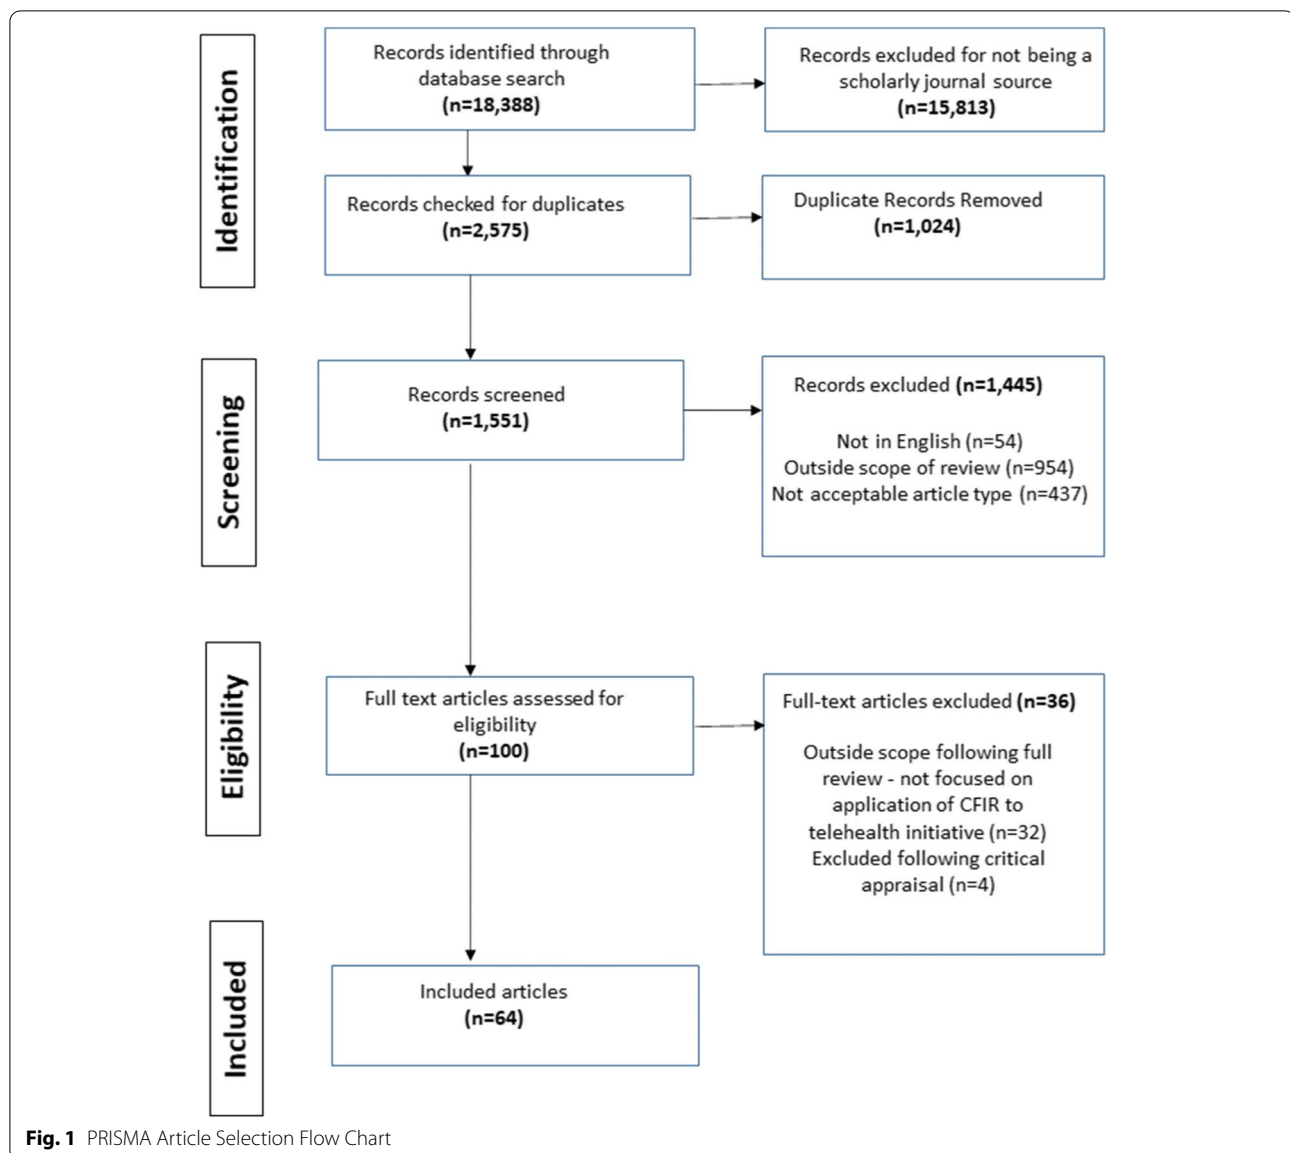 Identification
Records identified through
database search
(n=18,388)
Records excluded for not being a
scholarly journal source
(n=15,813)
Records checked for duplicates
(n=2,575)
Duplicate Records Removed
(n=1,024)
Screening
Records screened
(n=1,551)
Records excluded (n=1,445)
Not in English (n=54)
Outside scope of review (n=954)
Not acceptable article type (n=437)
Eligibility
Full text articles assessed for
eligibility
(n=100)
Full-text articles excluded (n=36)
Outside scope following full
review - not focused on
application of CFIR to
telehealth initiative (n=32)
Excluded following critical
appraisal (n=4)
Included
Included articles
(n=64)
Fig. 1 PRISMA Article Selection Flow Chart